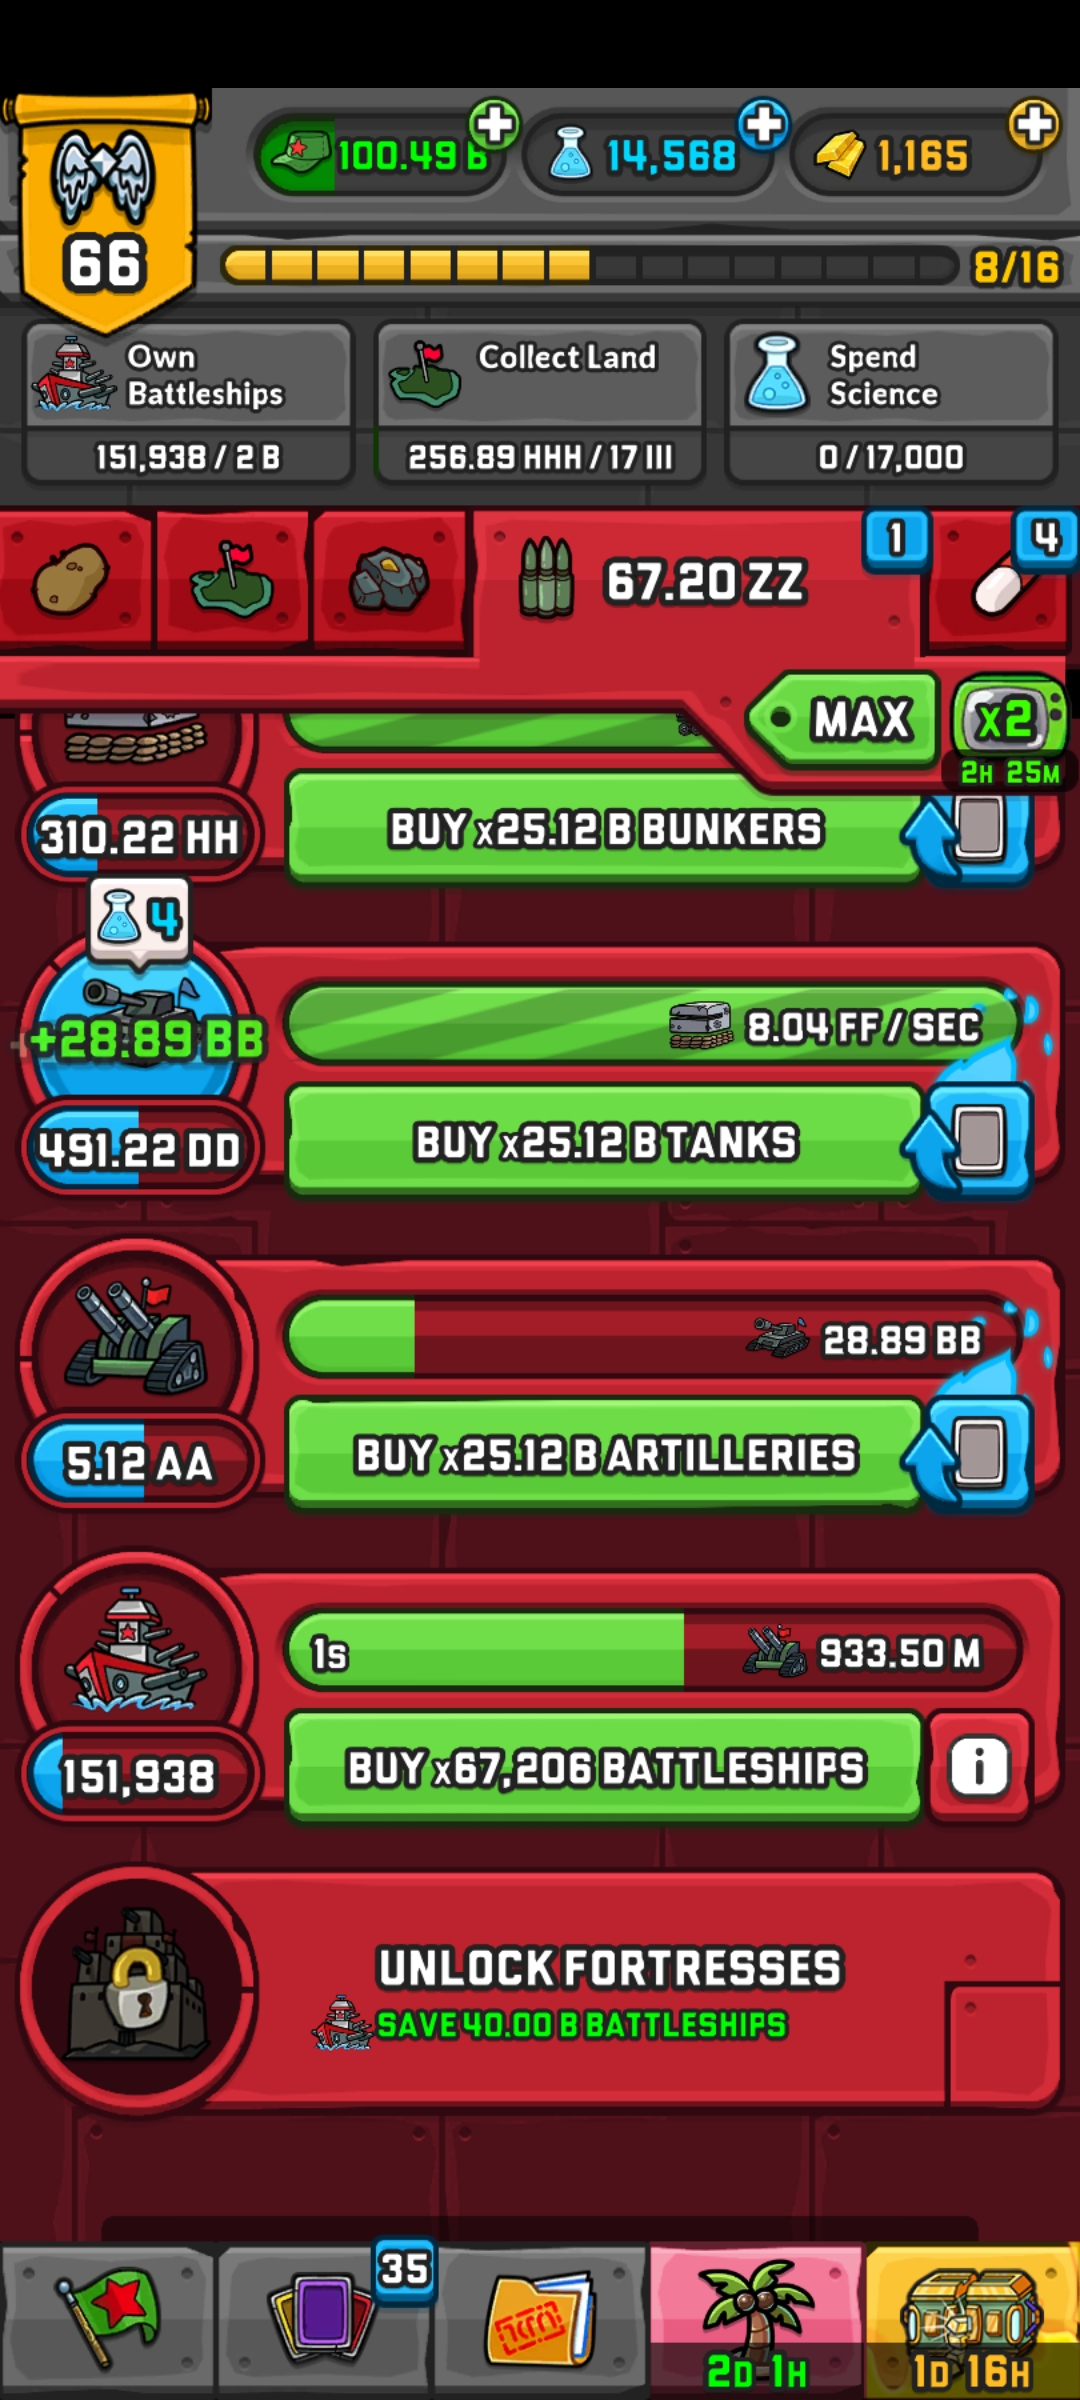 100.49 B
14,568
1,165
66
8/16
Own
Battleships
151,938 / 2 B
Collect Land
256.89 HHH / 17 III
Spend
Science
0 / 17,000
67.20 ZZ
1
4
MAX
x2
2H 25M
310.22 HH
BUY x25.12 B BUNKERS
4
+28.89 BB
8.04 FF / SEC
491.22 DD
BUY x25.12 B TANKS
28.89 BB
5.12 AA
BUY x25.12 B ARTILLERIES
1s
933.50 M
151,938
BUY x67,206 BATTLESHIPS
i
UNLOCK FORTRESSES
SAVE 40.00 B BATTLESHIPS
35
2D 1H
1D 16H